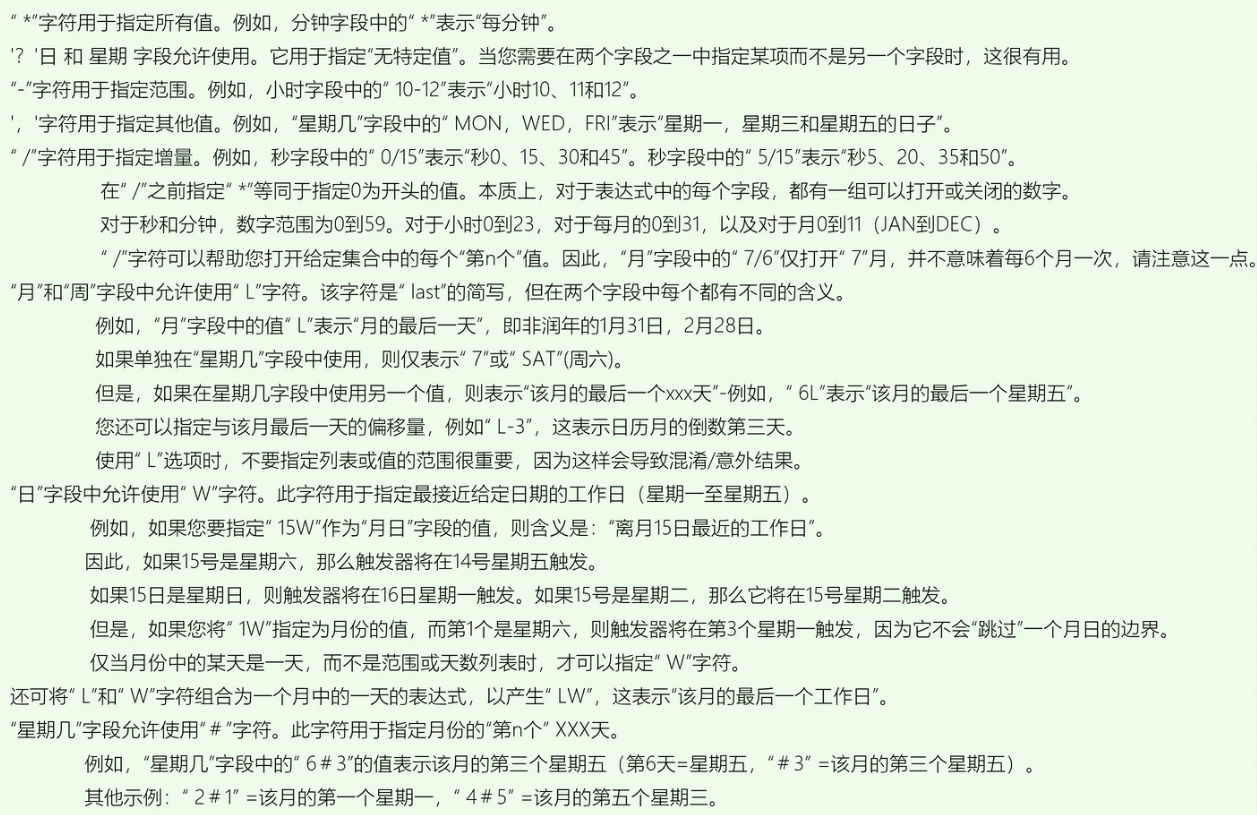 “ *”字符用于指定所有值。例如，分钟字段中的“ *”表示“每分钟”。
'？'日 和 星期 字段允许使用。它用于指定“无特定值”。当您需要在两个字段之一中指定某项而不是另一个字段时，这很有用。
“-”字符用于指定范围。例如，小时字段中的“ 10-12”表示“小时10、11和12”。
'，'字符用于指定其他值。例如，“星期几”字段中的“ MON，WED，FRI”表示“星期一，星期三和星期五的日子”。
“ /”字符用于指定增量。例如，秒字段中的“ 0/15”表示“秒0、15、30和45”。秒字段中的“ 5/15”表示“秒5、20、35和50”。
在“ /”之前指定“ *”等同于指定0为开头的值。本质上，对于表达式中的每个字段，都有一组可以打开或关闭的数字。
对于秒和分钟，数字范围为0到59。对于小时0到23，对于每月的0到31，以及对于月0到11（JAN到DEC）。
“ /”字符可以帮助您打开给定集合中的每个“第n个”值。因此，“月”字段中的“ 7/6”仅打开“ 7”月，并不意味着每6个月一次，请注意这一点。
“月”和“周”字段中允许使用“ L”字符。该字符是“ last”的简写，但在两个字段中每个都有不同的含义。
例如，“月”字段中的值“ L”表示“月的最后一天”，即非润年的1月31日，2月28日。
如果单独在“星期几”字段中使用，则仅表示“ 7”或“ SAT”(周六)。
但是，如果在星期几字段中使用另一个值，则表示“该月的最后一个xxx天”-例如，“ 6L”表示“该月的最后一个星期五”。
您还可以指定与该月最后一天的偏移量，例如“ L-3”，这表示日历月的倒数第三天。
使用“ L”选项时，不要指定列表或值的范围很重要，因为这样会导致混淆/意外结果。
“日”字段中允许使用“ W”字符。此字符用于指定最接近给定日期的工作日（星期一至星期五）。
例如，如果您要指定“ 15W”作为“月日”字段的值，则含义是：“离月15日最近的工作日”。
因此，如果15号是星期六，那么触发器将在14号星期五触发。
如果15日是星期日，则触发器将在16日星期一触发。如果15号是星期二，那么它将在15号星期二触发。
但是，如果您将“ 1W”指定为月份的值，而第1个是星期六，则触发器将在第3个星期一触发，因为它不会“跳过”一个月日的边界。
仅当月份中的某天是一天，而不是范围或天数列表时，才可以指定“ W”字符。
还可将“ L”和“ W”字符组合为一个月中的一天的表达式，以产生“ LW”，这表示“该月的最后一个工作日”。
“星期几”字段允许使用“＃”字符。此字符用于指定月份的“第n个” XXX天。
例如，“星期几”字段中的“ 6＃3”的值表示该月的第三个星期五（第6天=星期五，“＃3” =该月的第三个星期五）。
其他示例：“ 2＃1” =该月的第一个星期一，“ 4＃5” =该月的第五个星期三。